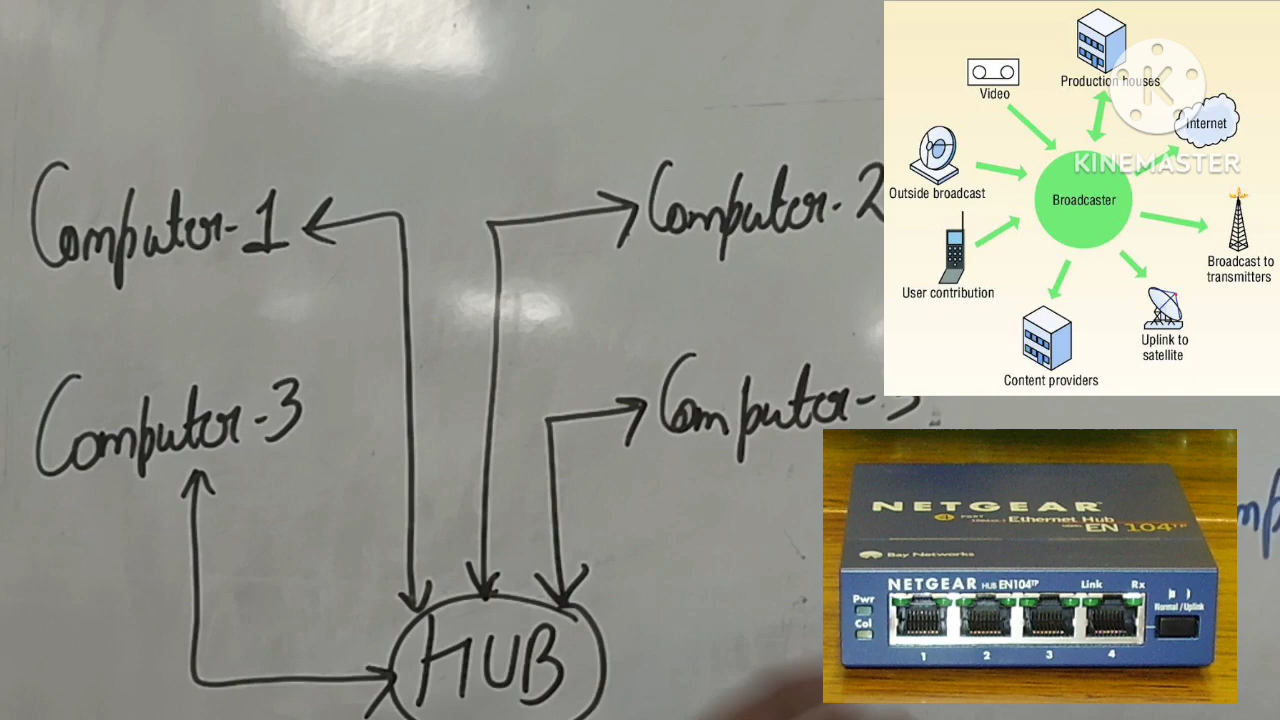 Computer-1
Computer-2
Computer-3
Computer-
HUB
Production houses
Video
Internet
Outside broadcast
Broadcaster
User contribution
Broadcast to
transmitters
Uplink to
satellite
Content providers
KINEMASTER
NETGEAR
4 PORT
Ethernet Hub
EN 104TP
Bay Networks
NETGEAR HUB EN104TP Link Rx
Pwr
Col
Normal/Uplink
1 2 3 4